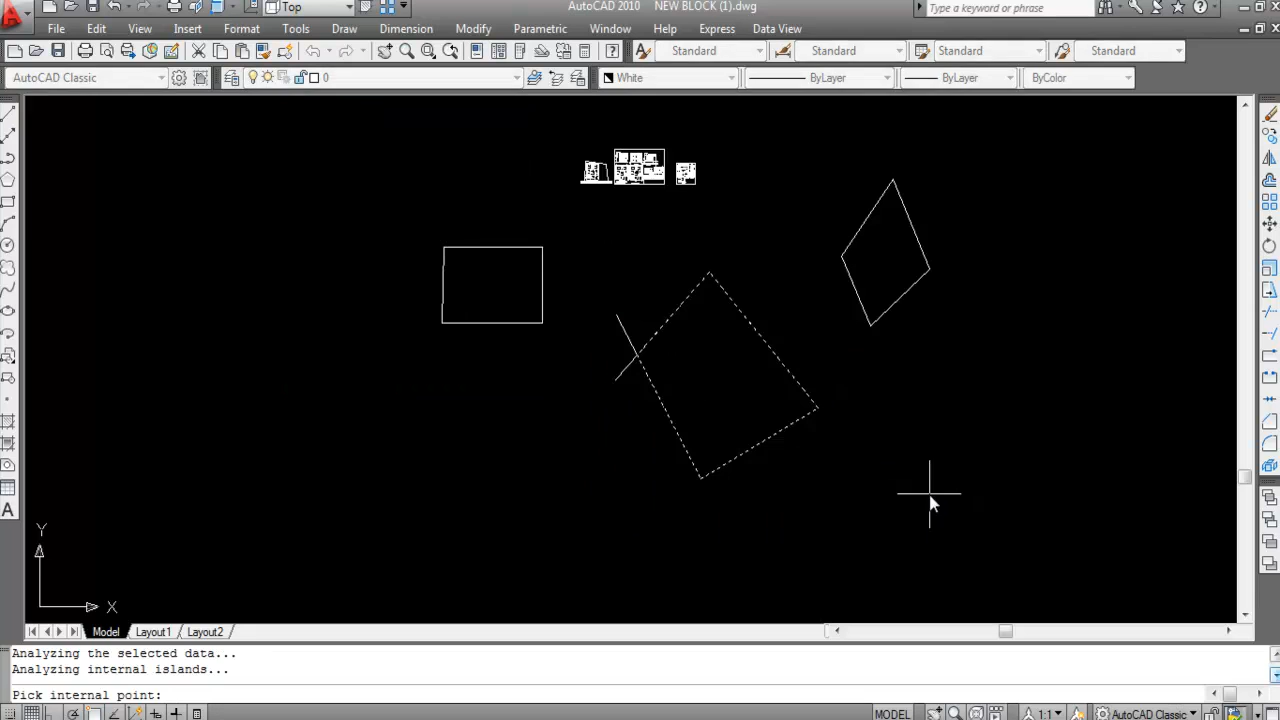 Top
AutoCAD 2010 NEW BLOCK (1).dwg
Type a keyword or phrase
File Edit View Insert Format Tools Draw Dimension Modify Parametric Window Help Express Data View
Standard Standard Standard Standard
AutoCAD Classic 0 White ByLayer ByLayer ByColor
A
Y
X
Model Layout1 Layout2
Analyzing the selected data...
Analyzing internal islands...
Pick internal point:
MODEL 1:1 AutoCAD Classic